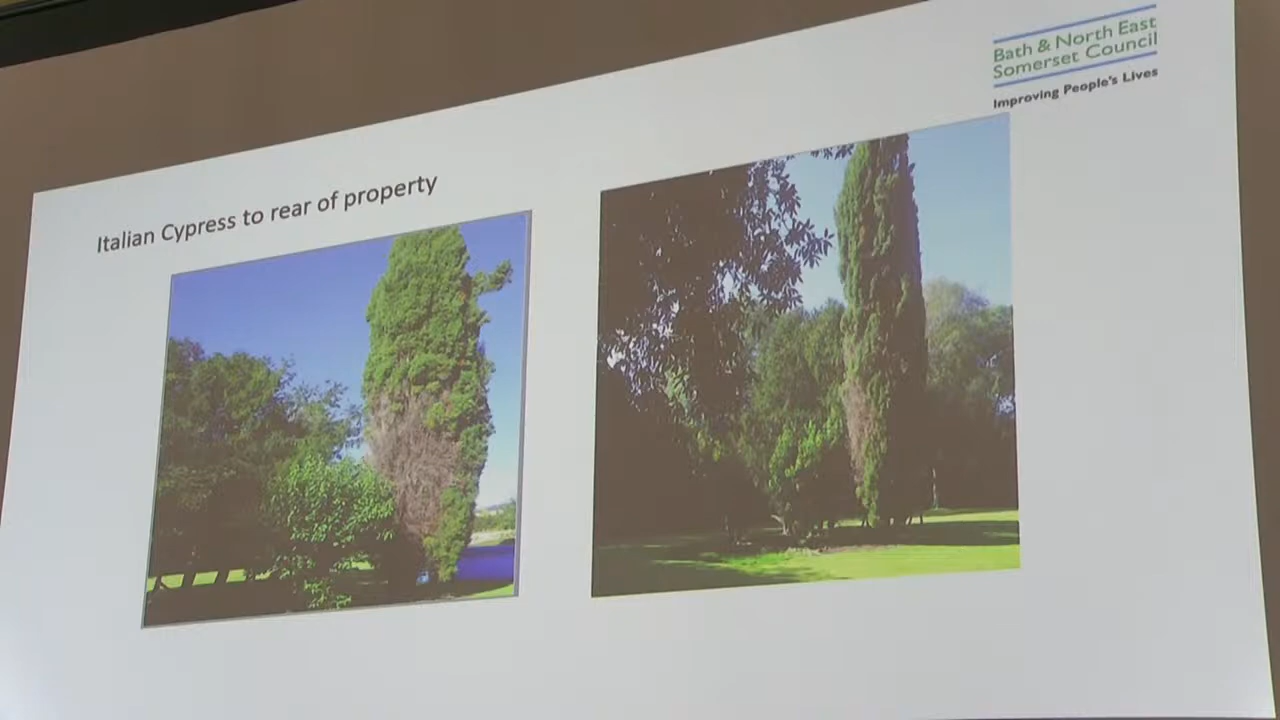 Bath & North East
Somerset Council
Improving People's Lives
Italian Cypress to rear of property